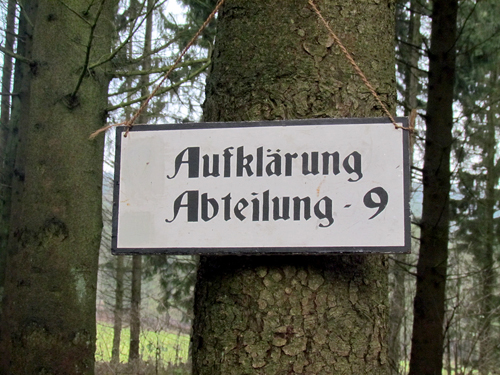 Aufklärung
Abteilung - 9